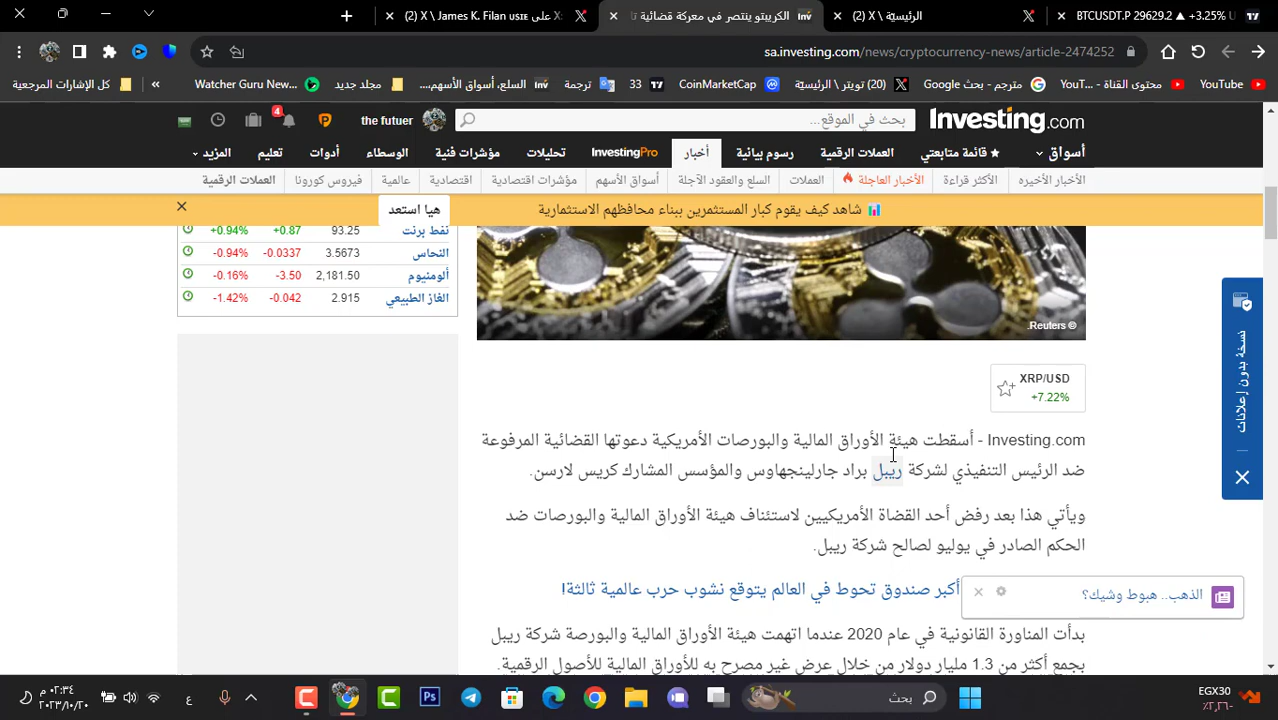 (2) X \ James K. Filan على X
الكريبتو ينتصر في معركة قضائية
(2) الرئيسيّة \ X
BTCUSDT.P 29629.2 ▲ +3.25% U
sa.investing.com/news/cryptocurrency-news/article-2474252
YouTube
محتوى القناة - YouT...
مترجم - بحث Google
(20) تويتر \ الرئيسيّة
CoinMarketCap
33
ترجمة
السلع، أسواق الأسهم،...
مجلد جديد
Watcher Guru New...
»
كل الإشارات المرجعية
Investing.com
بحث في الموقع...
the futuer
4
أسواق
قائمة متابعتي
العملات الرقمية
رسوم بيانية
أخبار
InvestingPro
تحليلات
مؤشرات فنية
الوسطاء
أدوات
تعليم
المزيد
الأخبار الأخيره
الأكثر قراءة
الأخبار العاجلة
العملات
السلع والعقود الآجلة
أسواق الأسهم
مؤشرات اقتصادية
اقتصادية
عالمية
فيروس كورونا
العملات الرقمية
شاهد كيف يقوم كبار المستثمرين ببناء محافظهم الاستثمارية
هيا استعد
نفط برنت 93.25 +0.87 +0.94%
النحاس 3.5673 -0.0337 -0.94%
ألومنيوم 2,181.50 -3.50 -0.16%
الغاز الطبيعي 2.915 -0.042 -1.42%
© Reuters.
نسخة بدون إعلانات
XRP/USD
+7.22%
Investing.com - أسقطت هيئة الأوراق المالية والبورصات الأمريكية دعوتها القضائية المرفوعة
ضد الرئيس التنفيذي لشركة ريبل براد جارلينجهاوس والمؤسس المشارك كريس لارسن.
ويأتي هذا بعد رفض أحد القضاة الأمريكيين لاستئناف هيئة الأوراق المالية والبورصات ضد
الحكم الصادر في يوليو لصالح شركة ريبل.
أكبر صندوق تحوط في العالم يتوقع نشوب حرب عالمية ثالثة!
الذهب.. هبوط وشيك؟
بدأت المناورة القانونية في عام 2020 عندما اتهمت هيئة الأوراق المالية والبورصة شركة ريبل
بجمع أكثر من 1.3 مليار دولار من خلال عرض غير مصرح به للأوراق المالية للأصول الرقمية.
EGX30
بحث
ع
٠٢:٣٤ م
٢٠٢٣/١٠/٢٠